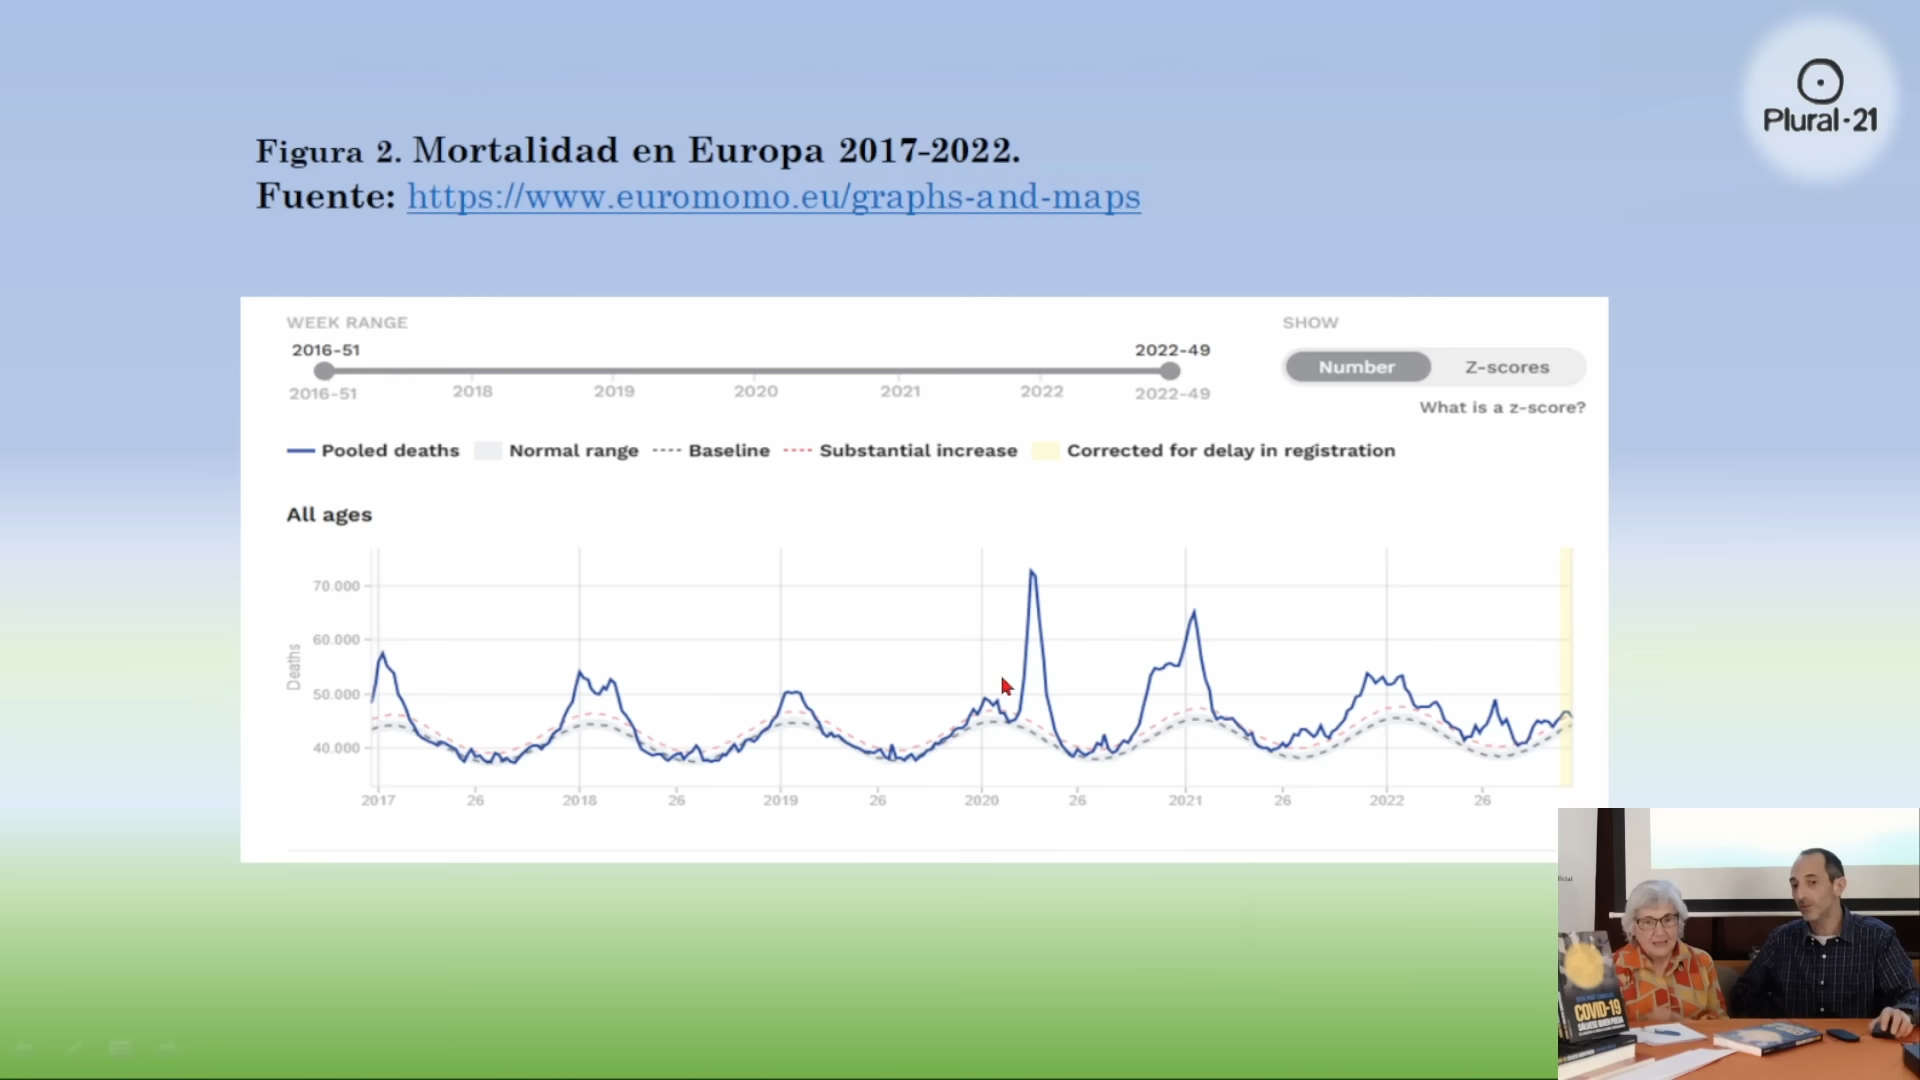 Plural-21
Figura 2. Mortalidad en Europa 2017-2022.
Fuente: https://www.euromomo.eu/graphs-and-maps
WEEK RANGE
SHOW
2016-51
2022-49
Number
Z-scores
2016-51
2018
2019
2020
2021
2022
2022-49
What is a z-score?
Pooled deaths
Normal range
Baseline
Substantial increase
Corrected for delay in registration
All ages
Deaths
70.000
60.000
50.000
40.000
2017
26
2018
26
2019
26
2020
26
2021
26
2022
26
COVID-19
SÁLVESE QUIEN PUEDA